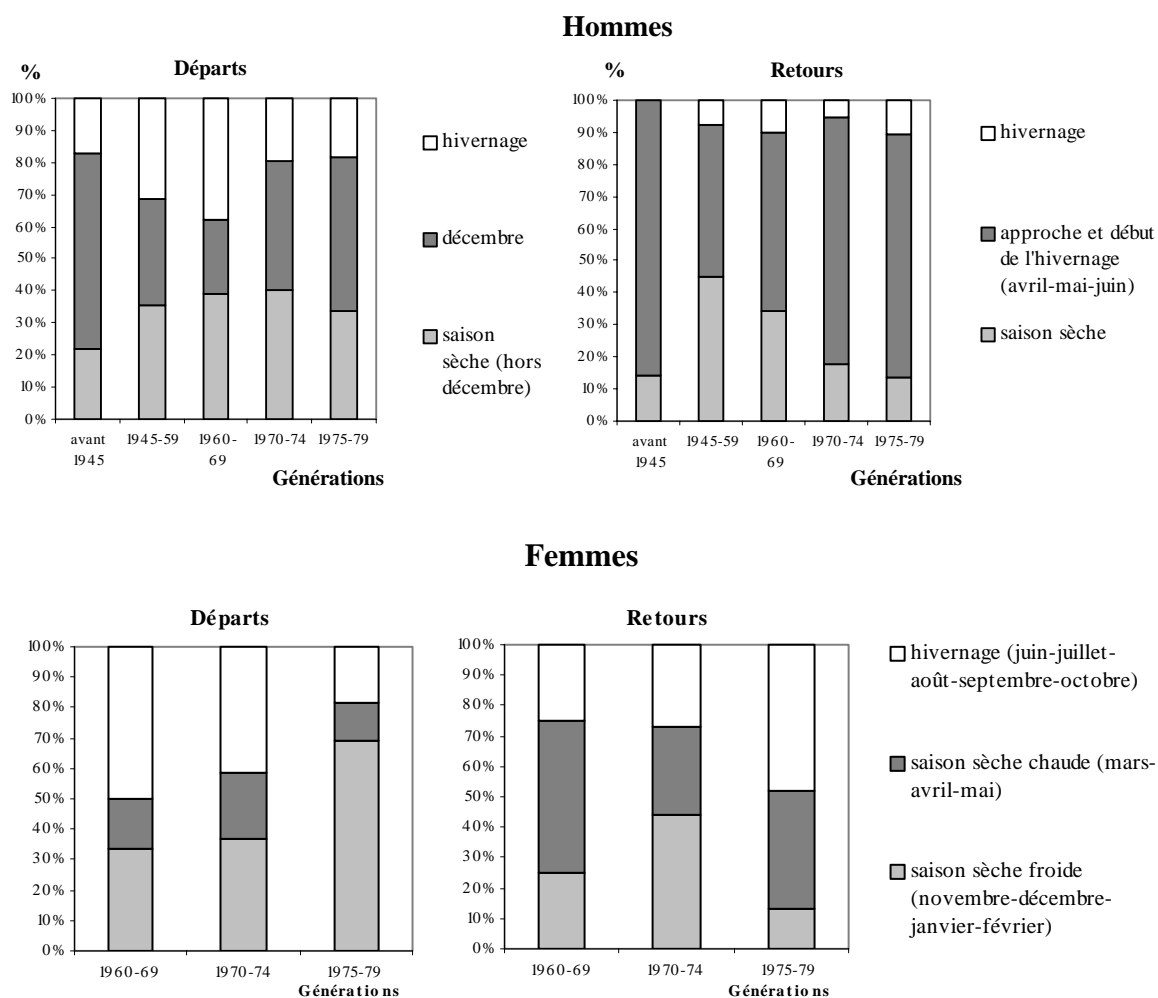 Hommes
%
Départs
100%
90%
80%
70%
60%
50%
40%
30%
20%
10%
0%
avant
1945
1945-59
1960-
69
1970-74
1975-79
Générations
hivernage
décembre
saison
sèche (hors
décembre)
%
Retours
100%
90%
80%
70%
60%
50%
40%
30%
20%
10%
0%
avant
1945
1945-59
1960-
69
1970-74
1975-79
Générations
hivernage
approche et début
de l'hivernage
(avril-mai-juin)
saison sèche
Femmes
Départs
100%
90%
80%
70%
60%
50%
40%
30%
20%
10%
0%
1960-69
1970-74
1975-79
Générations
Retours
100%
90%
80%
70%
60%
50%
40%
30%
20%
10%
0%
1960-69
1970-74
1975-79
Générations
hivernage (juin-juillet-
août-septembre-octobre)
saison sèche chaude (mars-
avril-mai)
saison sèche froide
(novembre-décembre-
janvier-février)